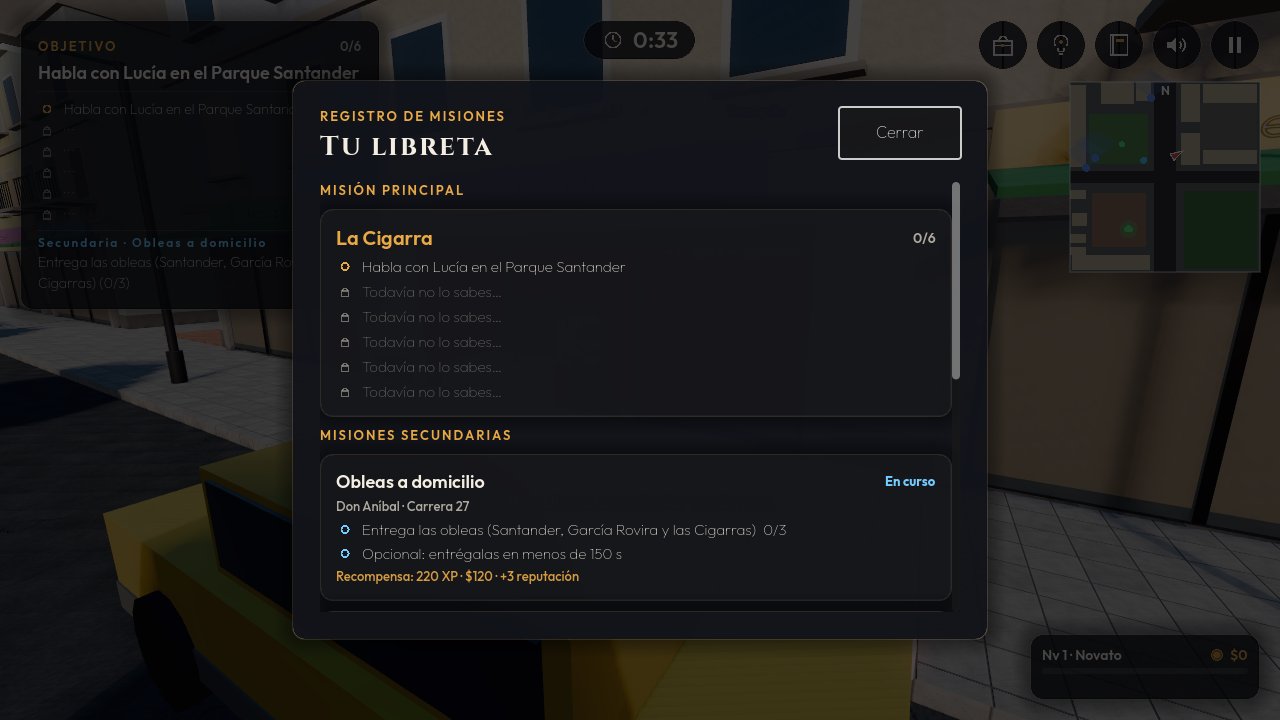 OBJETIVO 0/6
Habla con Lucía en el Parque Santander
Habla con Lucía en el Parque
...
...
...
...
...
Secundaria · Obleas a domicilio
Entrega las obleas (Santander, García
Cigarras) (0/3)
0:33
N
REGISTRO DE MISIONES
TU LIBRETA
Cerrar
MISIÓN PRINCIPAL
La Cigarra 0/6
Habla con Lucía en el Parque Santander
Todavía no lo sabes...
Todavía no lo sabes...
Todavía no lo sabes...
Todavía no lo sabes...
Todavía no lo sabes...
MISIONES SECUNDARIAS
Obleas a domicilio En curso
Don Aníbal · Carrera 27
Entrega las obleas (Santander, García Rovira y las Cigarras) 0/3
Opcional: entrégalas en menos de 150 s
Recompensa: 220 XP · $120 · +3 reputación
Nv 1 · Novato $0